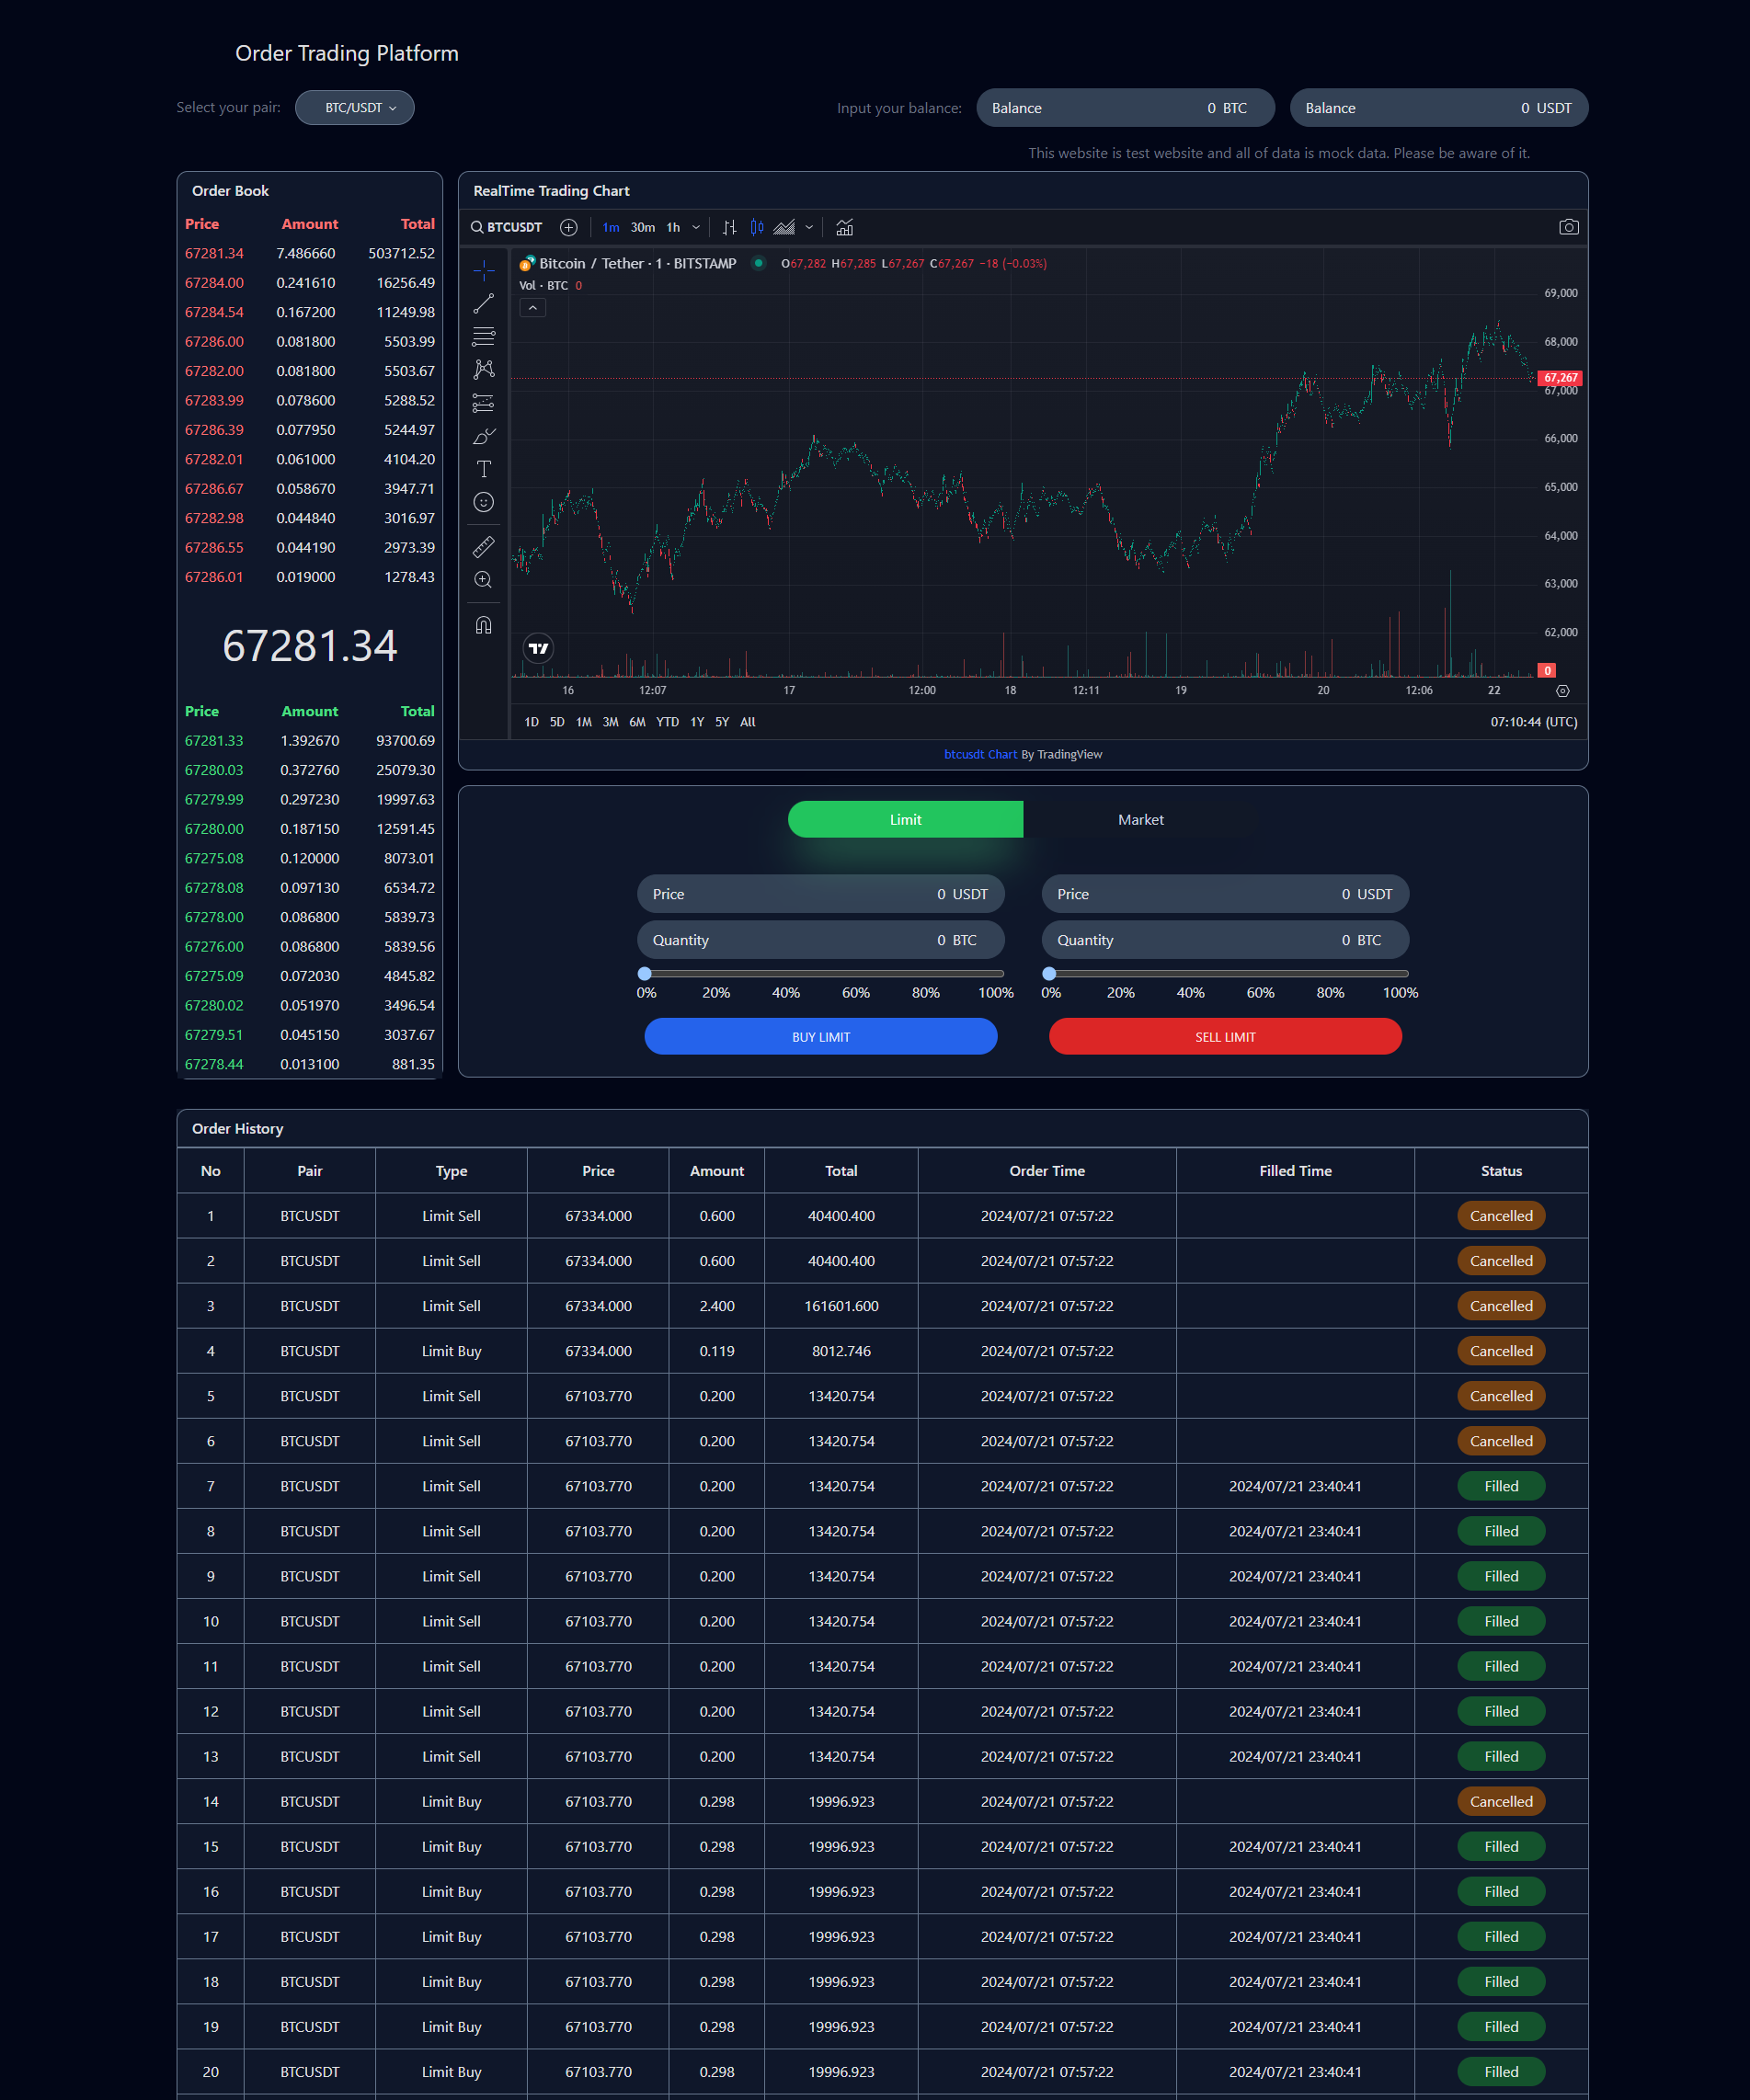 Order Trading Platform
Select your pair: BTC/USDT
Input your balance: Balance 0 BTC Balance 0 USDT
This website is test website and all of data is mock data. Please be aware of it.
Order Book
Price Amount Total
67281.34 7.486660 503712.52
67284.00 0.241610 16256.49
67284.54 0.167200 11249.98
67286.00 0.081800 5503.99
67282.00 0.081800 5503.67
67283.99 0.078600 5288.52
67286.39 0.077950 5244.97
67282.01 0.061000 4104.20
67286.67 0.058670 3947.71
67282.98 0.044840 3016.97
67286.55 0.044190 2973.39
67286.01 0.019000 1278.43
67281.34
Price Amount Total
67281.33 1.392670 93700.69
67280.03 0.372760 25079.30
67279.99 0.297230 19997.63
67280.00 0.187150 12591.45
67275.08 0.120000 8073.01
67278.08 0.097130 6534.72
67278.00 0.086800 5839.73
67276.00 0.086800 5839.56
67275.09 0.072030 4845.82
67280.02 0.051970 3496.54
67279.51 0.045150 3037.67
67278.44 0.013100 881.35
RealTime Trading Chart
BTCUSDT 1m 30m 1h
Bitcoin / Tether · 1 · BITSTAMP O67,282 H67,285 L67,267 C67,267 −18 (−0.03%)
Vol · BTC 0
69,000
68,000
67,267
67,000
66,000
65,000
64,000
63,000
62,000
0
16 12:07 17 12:00 18 12:11 19 20 12:06 22
1D 5D 1M 3M 6M YTD 1Y 5Y All 07:10:44 (UTC)
btcusdt Chart By TradingView
Limit Market
Price 0 USDT Price 0 USDT
Quantity 0 BTC Quantity 0 BTC
0% 20% 40% 60% 80% 100% 0% 20% 40% 60% 80% 100%
BUY LIMIT SELL LIMIT
Order History
No Pair Type Price Amount Total Order Time Filled Time Status
1 BTCUSDT Limit Sell 67334.000 0.600 40400.400 2024/07/21 07:57:22 Cancelled
2 BTCUSDT Limit Sell 67334.000 0.600 40400.400 2024/07/21 07:57:22 Cancelled
3 BTCUSDT Limit Sell 67334.000 2.400 161601.600 2024/07/21 07:57:22 Cancelled
4 BTCUSDT Limit Buy 67334.000 0.119 8012.746 2024/07/21 07:57:22 Cancelled
5 BTCUSDT Limit Sell 67103.770 0.200 13420.754 2024/07/21 07:57:22 Cancelled
6 BTCUSDT Limit Sell 67103.770 0.200 13420.754 2024/07/21 07:57:22 Cancelled
7 BTCUSDT Limit Sell 67103.770 0.200 13420.754 2024/07/21 07:57:22 2024/07/21 23:40:41 Filled
8 BTCUSDT Limit Sell 67103.770 0.200 13420.754 2024/07/21 07:57:22 2024/07/21 23:40:41 Filled
9 BTCUSDT Limit Sell 67103.770 0.200 13420.754 2024/07/21 07:57:22 2024/07/21 23:40:41 Filled
10 BTCUSDT Limit Sell 67103.770 0.200 13420.754 2024/07/21 07:57:22 2024/07/21 23:40:41 Filled
11 BTCUSDT Limit Sell 67103.770 0.200 13420.754 2024/07/21 07:57:22 2024/07/21 23:40:41 Filled
12 BTCUSDT Limit Sell 67103.770 0.200 13420.754 2024/07/21 07:57:22 2024/07/21 23:40:41 Filled
13 BTCUSDT Limit Sell 67103.770 0.200 13420.754 2024/07/21 07:57:22 2024/07/21 23:40:41 Filled
14 BTCUSDT Limit Buy 67103.770 0.298 19996.923 2024/07/21 07:57:22 Cancelled
15 BTCUSDT Limit Buy 67103.770 0.298 19996.923 2024/07/21 07:57:22 2024/07/21 23:40:41 Filled
16 BTCUSDT Limit Buy 67103.770 0.298 19996.923 2024/07/21 07:57:22 2024/07/21 23:40:41 Filled
17 BTCUSDT Limit Buy 67103.770 0.298 19996.923 2024/07/21 07:57:22 2024/07/21 23:40:41 Filled
18 BTCUSDT Limit Buy 67103.770 0.298 19996.923 2024/07/21 07:57:22 2024/07/21 23:40:41 Filled
19 BTCUSDT Limit Buy 67103.770 0.298 19996.923 2024/07/21 07:57:22 2024/07/21 23:40:41 Filled
20 BTCUSDT Limit Buy 67103.770 0.298 19996.923 2024/07/21 07:57:22 2024/07/21 23:40:41 Filled